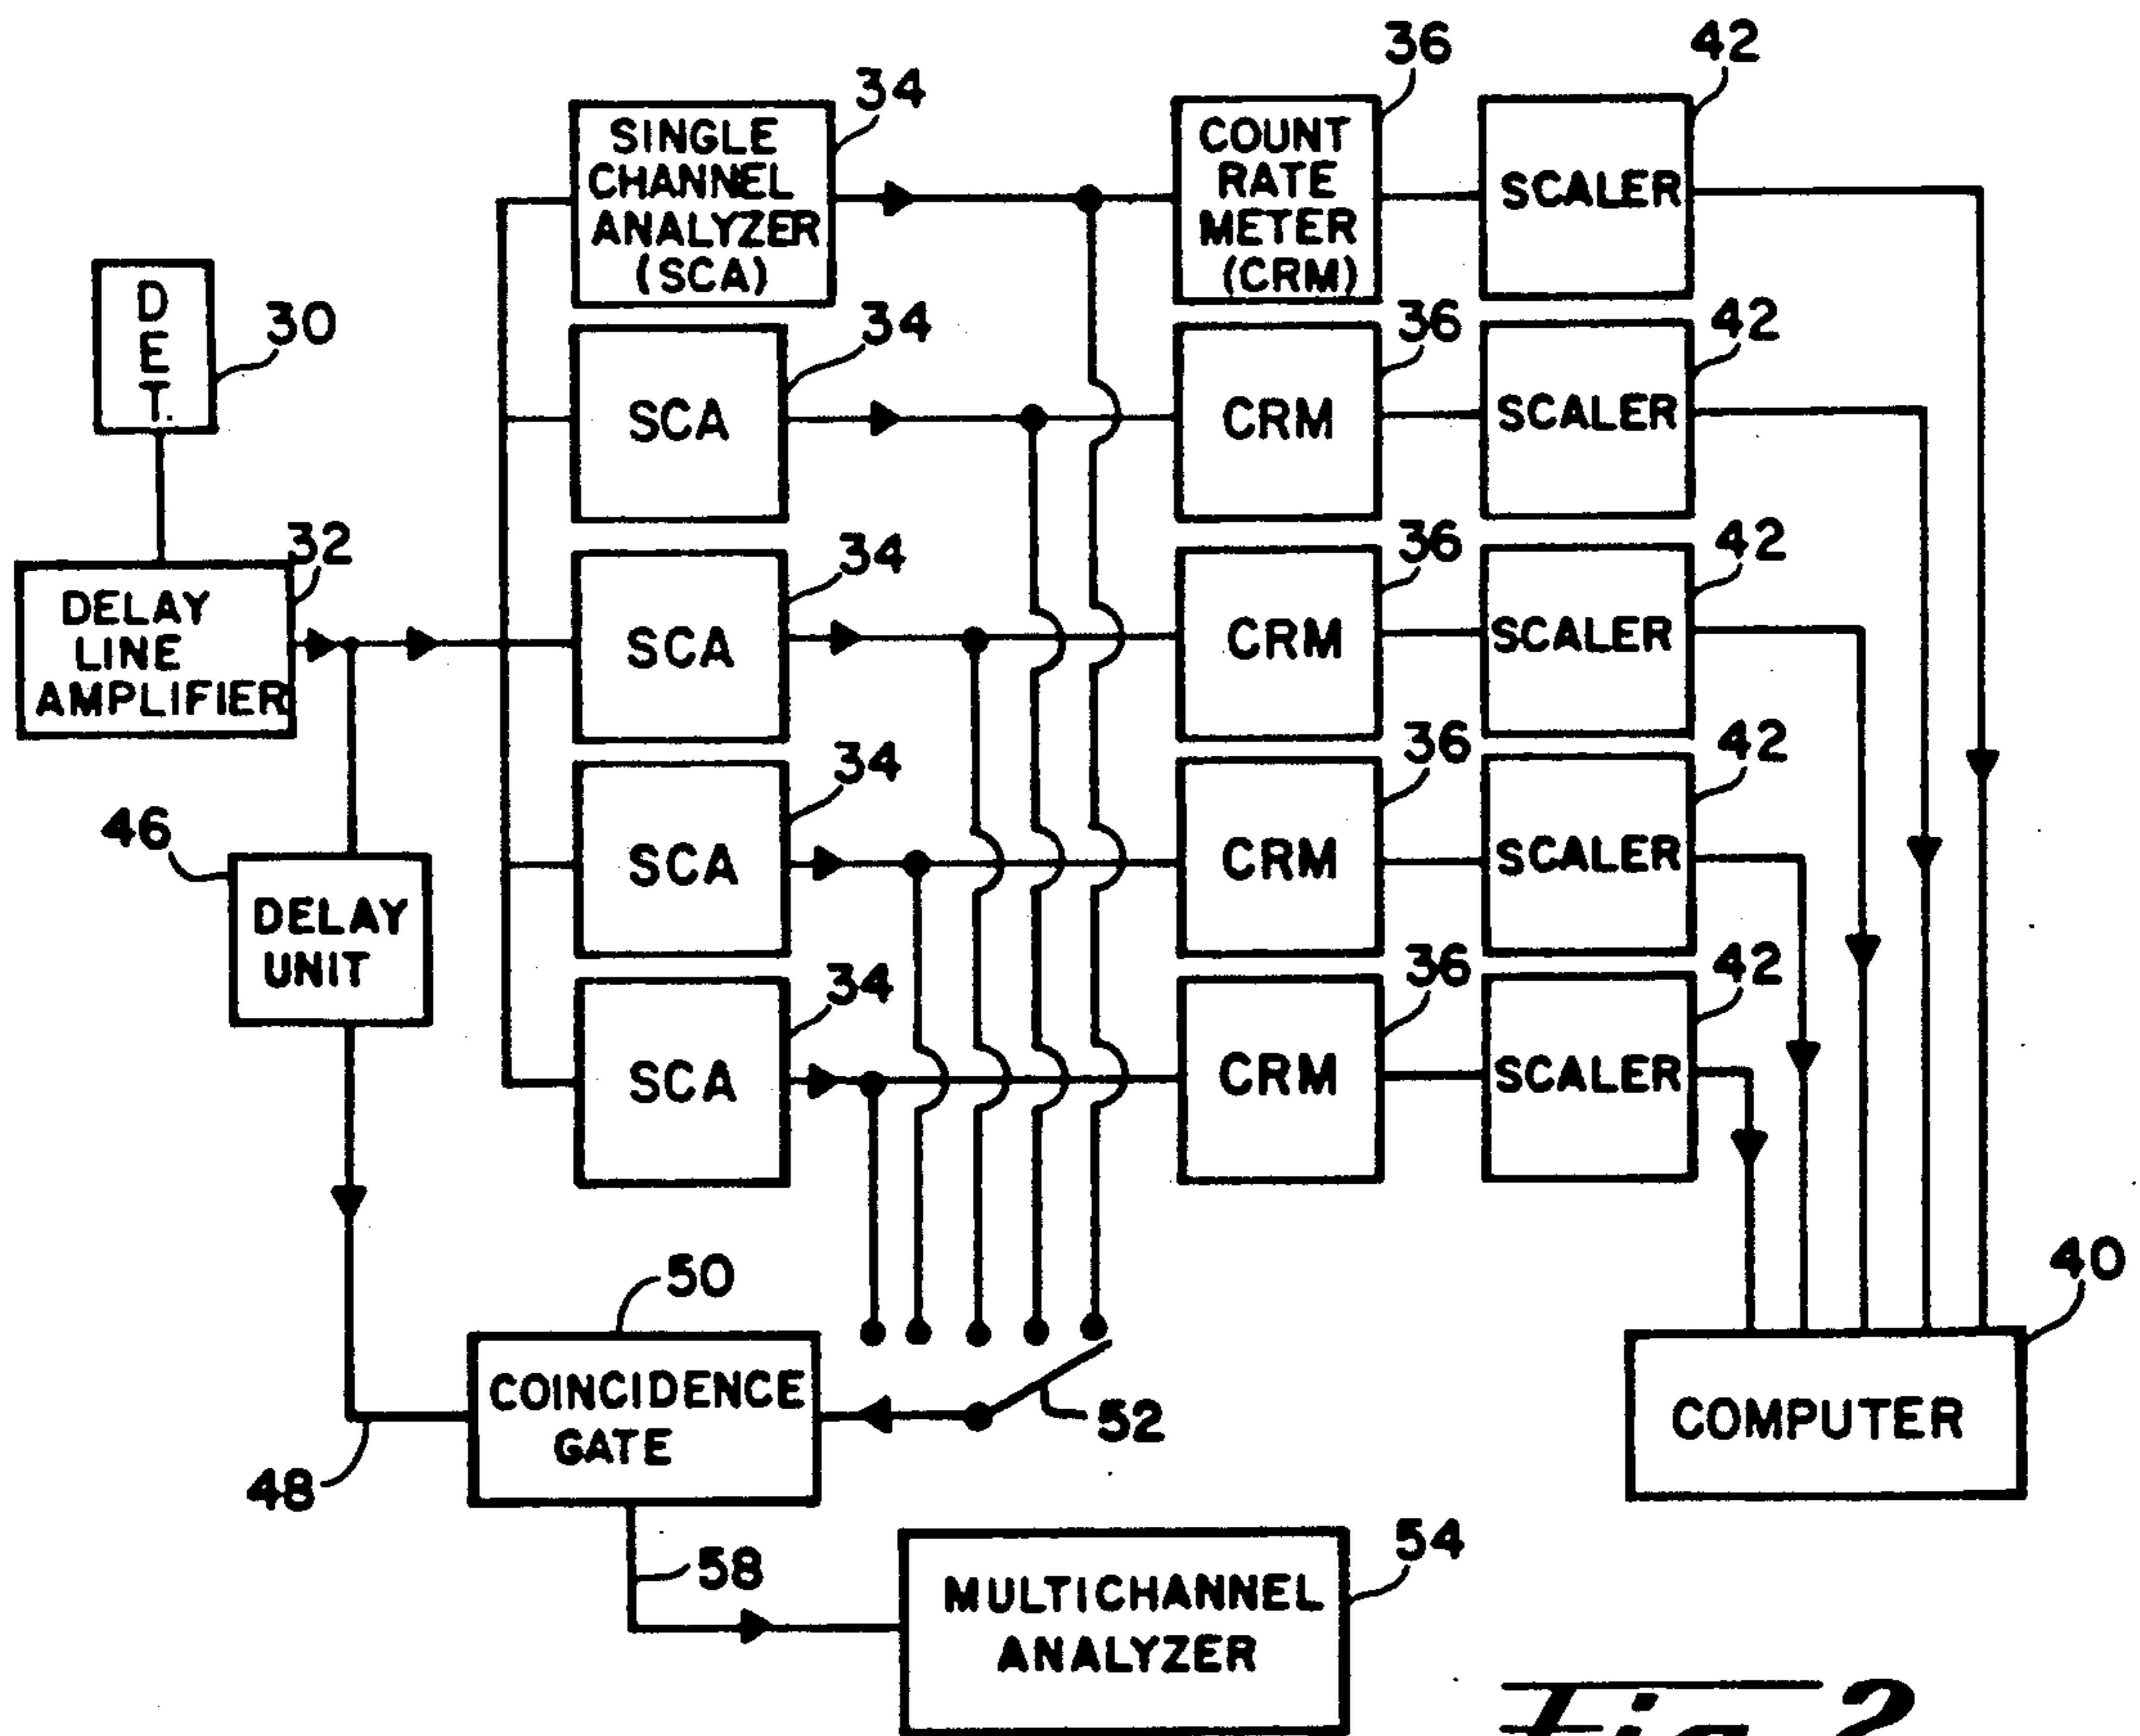 36
42
34
SINGLE
CHANNEL
ANALYZER
(SCA)
COUNT
RATE
METER
(CRM)
SCALER
D
E
T.
30
34
36
42
SCA
CRM
SCALER
32
34
36
42
DELAY
LINE
AMPLIFIER
SCA
CRM
SCALER
34
36
42
46
SCA
CRM
SCALER
DELAY
UNIT
34
36
42
SCA
CRM
SCALER
50
40
COINCIDENCE
GATE
52
COMPUTER
48
58
54
MULTICHANNEL
ANALYZER
Fig. 2